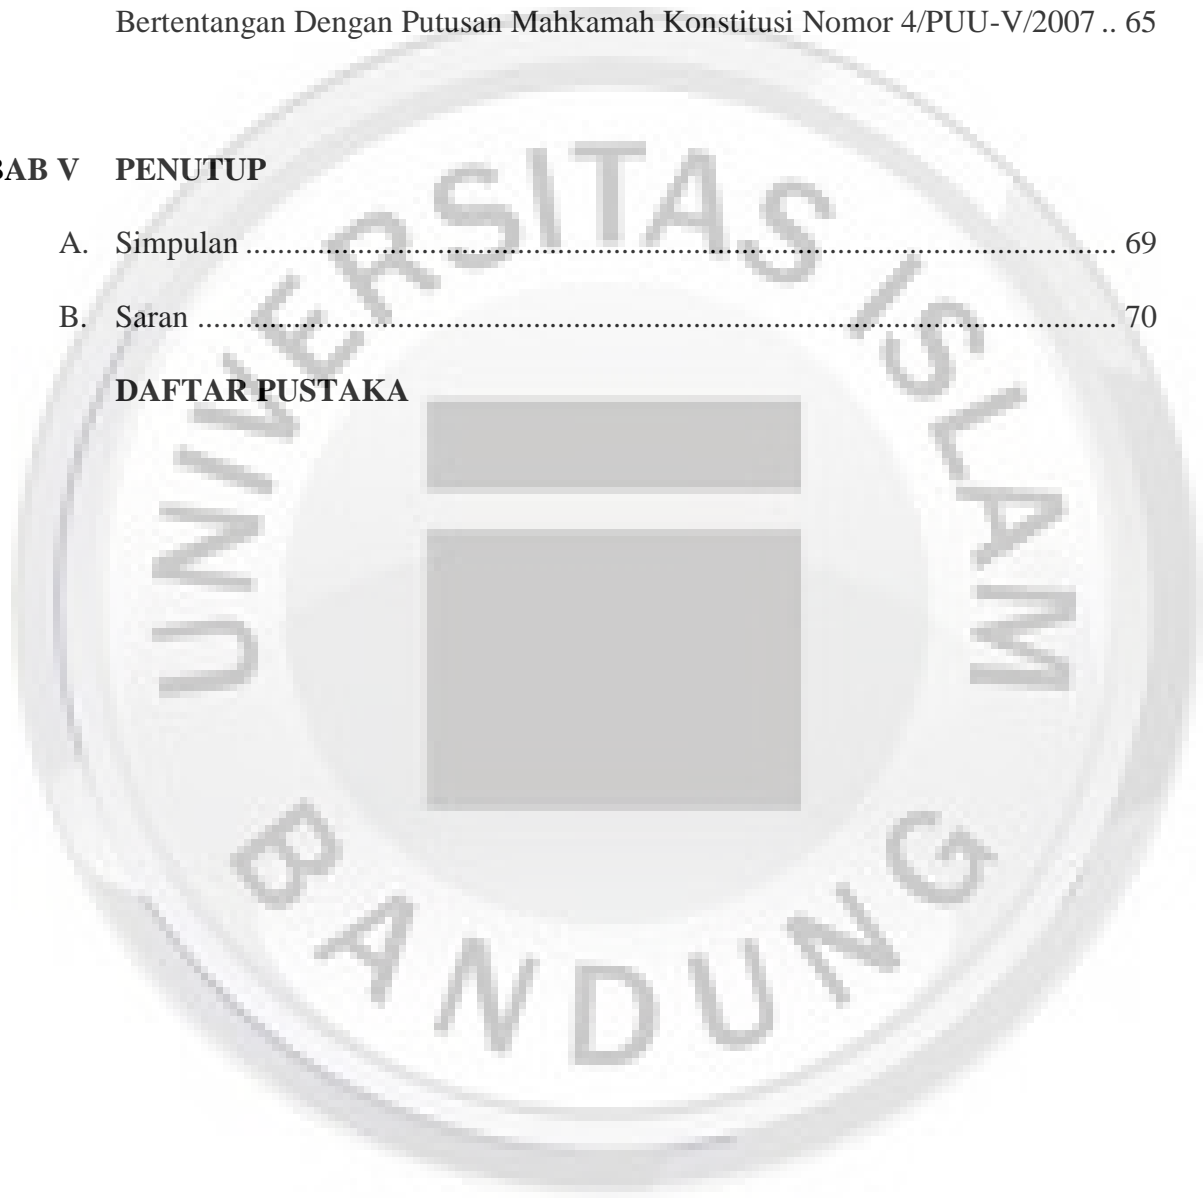 Bertentangan Dengan Putusan Mahkamah Konstitusi Nomor 4/PUU-V/2007 .. 65
BAB V PENUTUP
A. Simpulan ................................................................................................................ 69
B. Saran ...................................................................................................................... 70
DAFTAR PUSTAKA
UNIVERSITAS ISLAM
BANDUNG